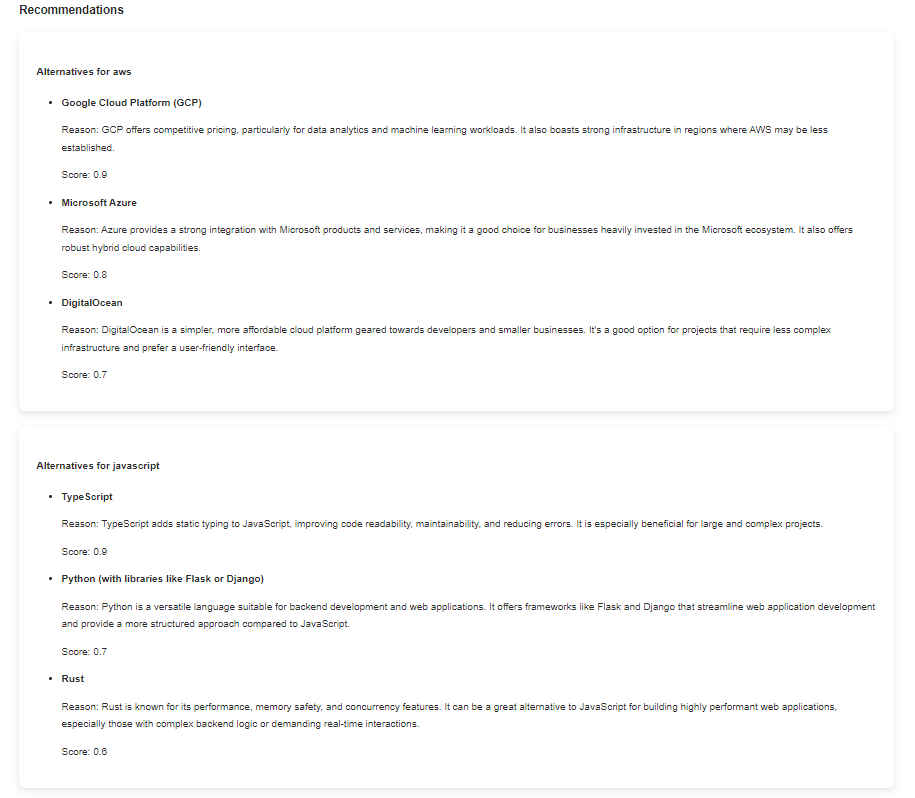 Recommendations
Alternatives for aws
• Google Cloud Platform (GCP)
Reason: GCP offers competitive pricing, particularly for data analytics and machine learning workloads. It also boasts strong infrastructure in regions where AWS may be less
established.
Score: 0.9
• Microsoft Azure
Reason: Azure provides a strong integration with Microsoft products and services, making it a good choice for businesses heavily invested in the Microsoft ecosystem. It also offers
robust hybrid cloud capabilities.
Score: 0.8
• DigitalOcean
Reason: DigitalOcean is a simpler, more affordable cloud platform geared towards developers and smaller businesses. It's a good option for projects that require less complex
infrastructure and prefer a user-friendly interface.
Score: 0.7
Alternatives for javascript
• TypeScript
Reason: TypeScript adds static typing to JavaScript, improving code readability, maintainability, and reducing errors. It is especially beneficial for large and complex projects.
Score: 0.9
• Python (with libraries like Flask or Django)
Reason: Python is a versatile language suitable for backend development and web applications. It offers frameworks like Flask and Django that streamline web application development
and provide a more structured approach compared to JavaScript.
Score: 0.7
• Rust
Reason: Rust is known for its performance, memory safety, and concurrency features. It can be a great alternative to JavaScript for building highly performant web applications,
especially those with complex backend logic or demanding real-time interactions.
Score: 0.6